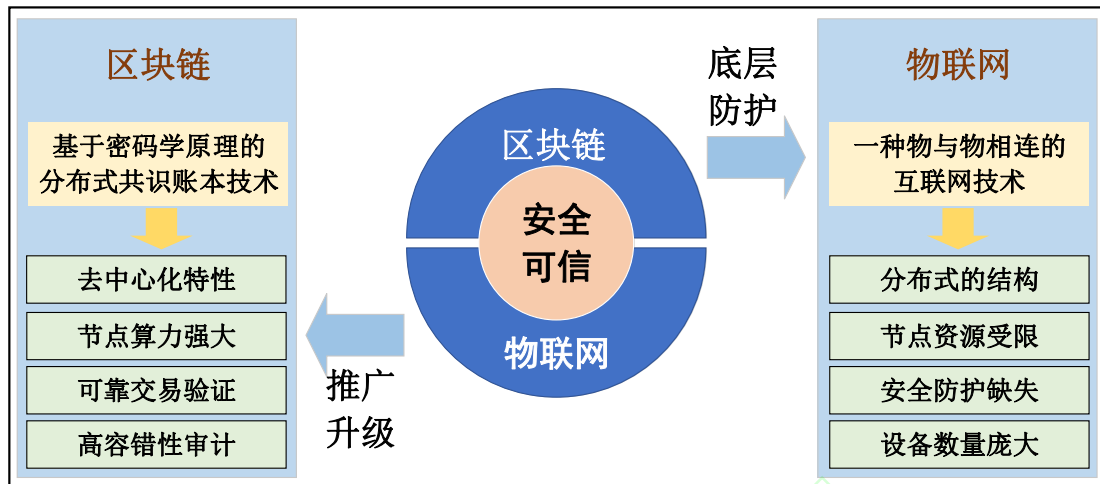 区块链
基于密码学原理的
分布式共识账本技术
去中心化特性
节点算力强大
可靠交易验证
高容错性审计
区块链
安全
可信
物联网
底层
防护
推广
升级
物联网
一种物与物相连的
互联网技术
分布式的结构
节点资源受限
安全防护缺失
设备数量庞大